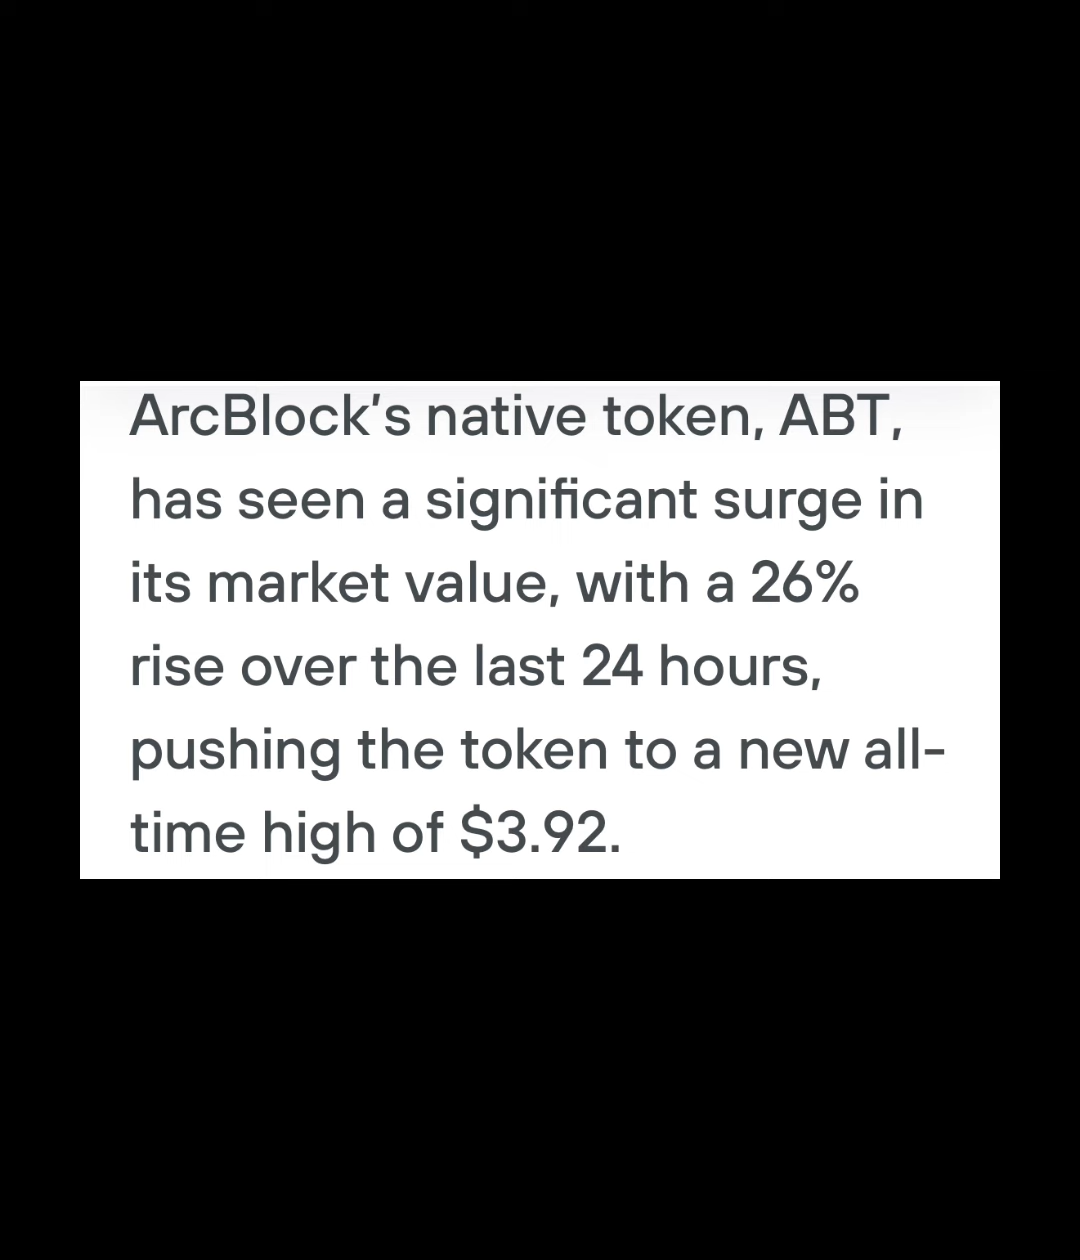 ArcBlock’s native token, ABT,
has seen a significant surge in
its market value, with a 26%
rise over the last 24 hours,
pushing the token to a new all-
time high of $3.92.